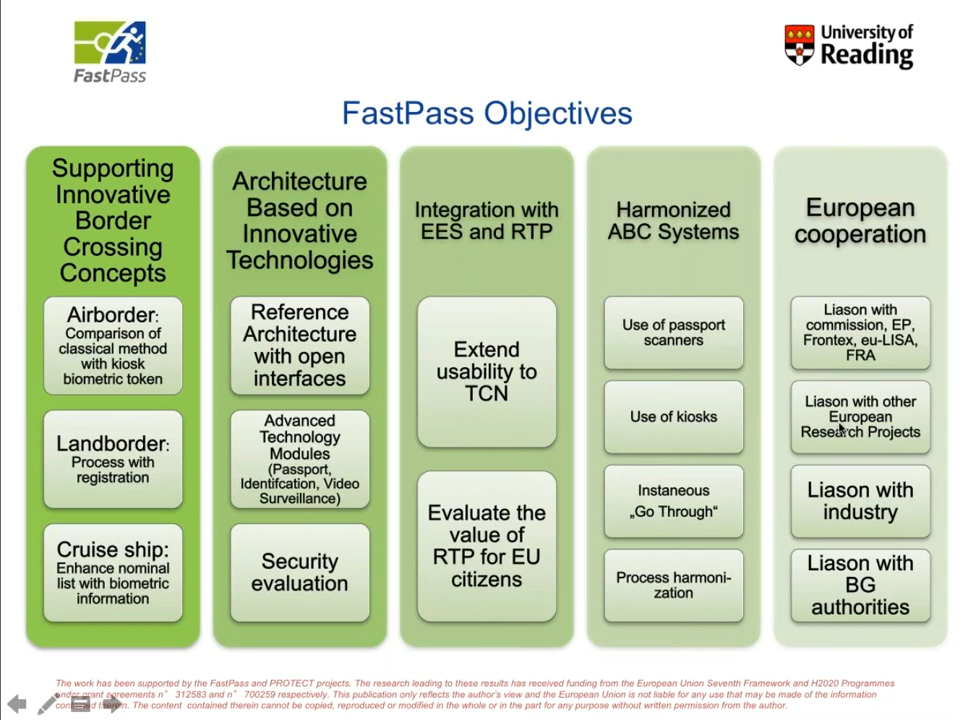 FastPass
University of
Reading
FastPass Objectives
Supporting
Innovative
Border
Crossing
Concepts
Airborder:
Comparison of
classical method
with kiosk
biometric token
Landborder:
Process with
registration
Cruise ship:
Enhance nominal
list with biometric
information
Architecture
Based on
Innovative
Technologies
Reference
Architecture
with open
interfaces
Advanced
Technology
Modules
(Passport,
Identifcation, Video
Surveillance)
Security
evaluation
Integration with
EES and RTP
Extend
usability to
TCN
Evaluate the
value of
RTP for EU
citizens
Harmonized
ABC Systems
Use of passport
scanners
Use of kiosks
Instaneous
„Go Through“
Process harmoni-
zation
European
cooperation
Liason with
commission, EP,
Frontex, eu-LISA,
FRA
Liason with other
European
Research Projects
Liason with
industry
Liason with
BG
authorities
The work has been supported by the FastPass and PROTECT projects. The research leading to these results has received funding from the European Union Seventh Framework and H2020 Programmes
under grant agreements n° 312583 and n° 700259 respectively. This publication only reflects the author's view and the European Union is not liable for any use that may be made of the information
contained therein. The content contained therein cannot be copied, reproduced or modified in the whole or in part for any purpose without written permission from the author.